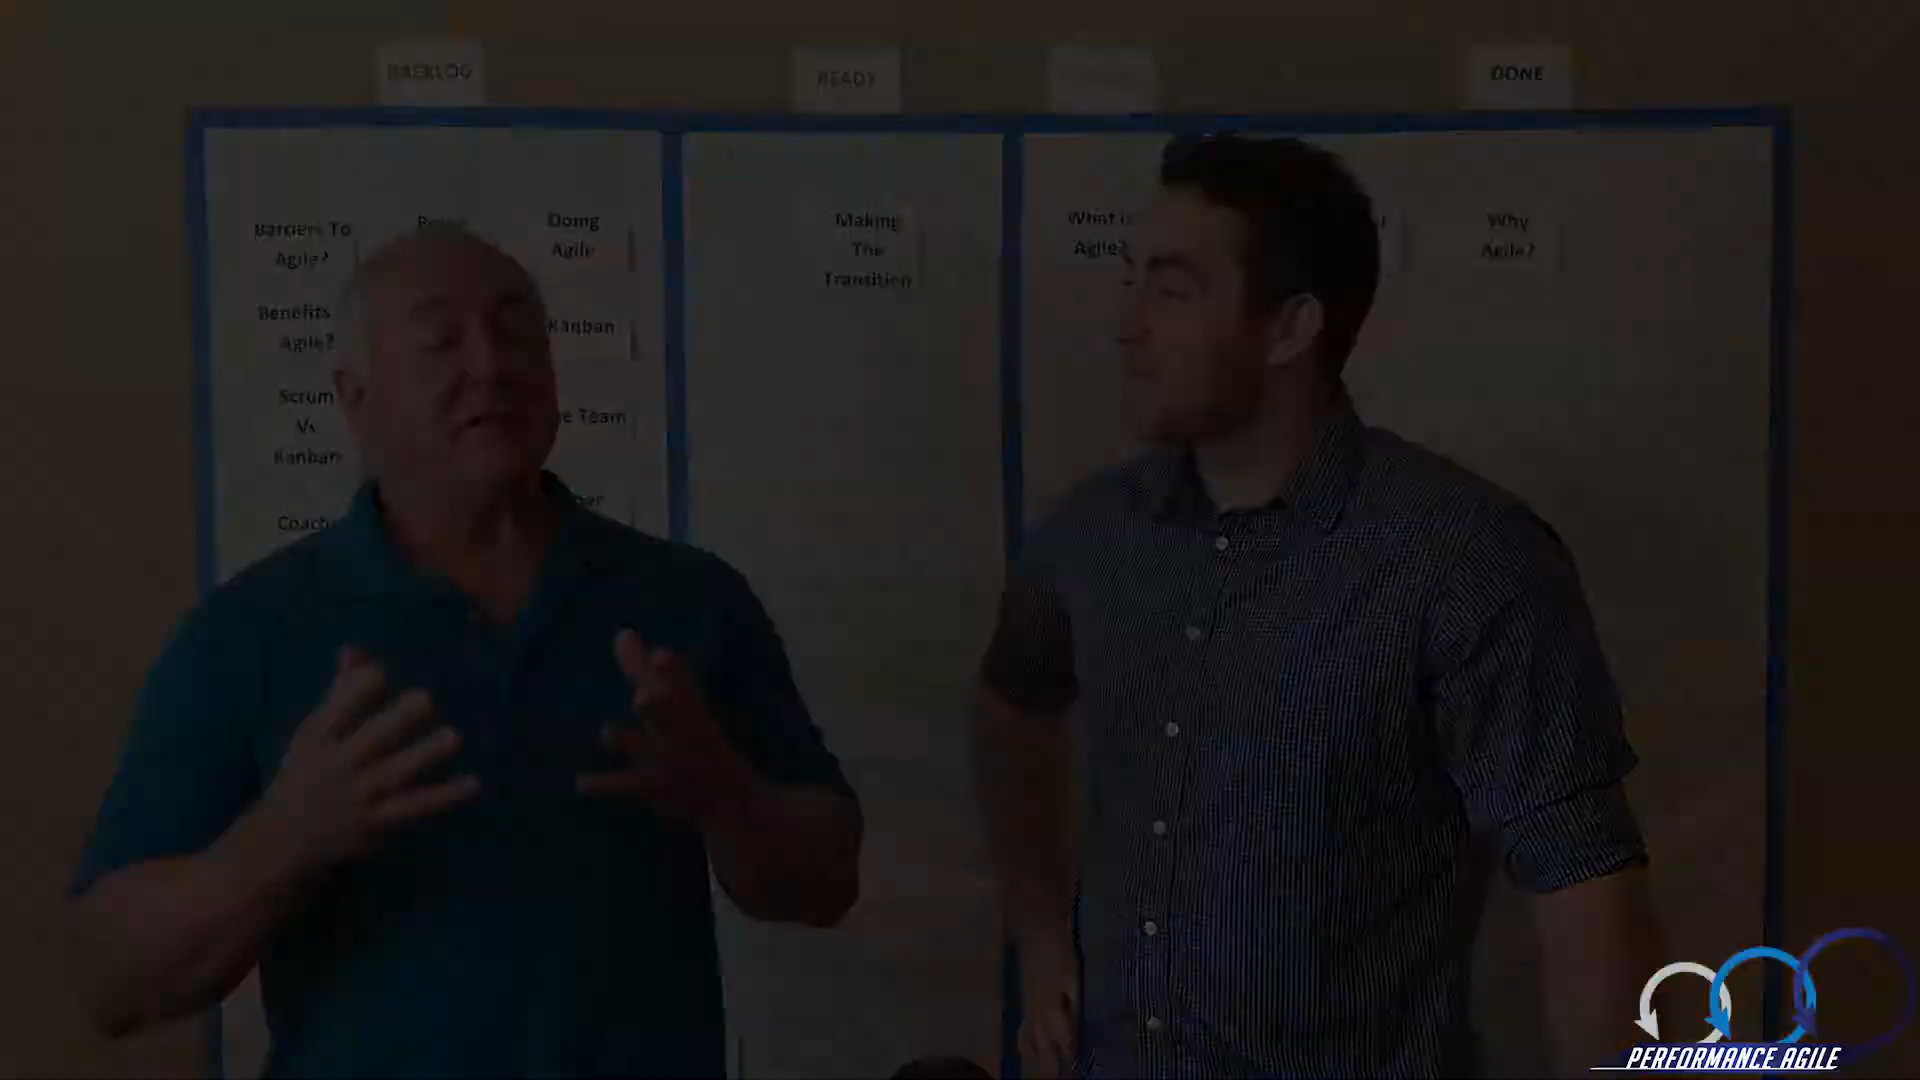 BACKLOG
READY
DONE
Barriers To
Agile?
Doing
Agile
Making
The
Transition
What is
Agile?
Why
Agile?
Benefits
Agile?
Kanban
Scrum
Vs
Kanban
Team
PERFORMANCE AGILE